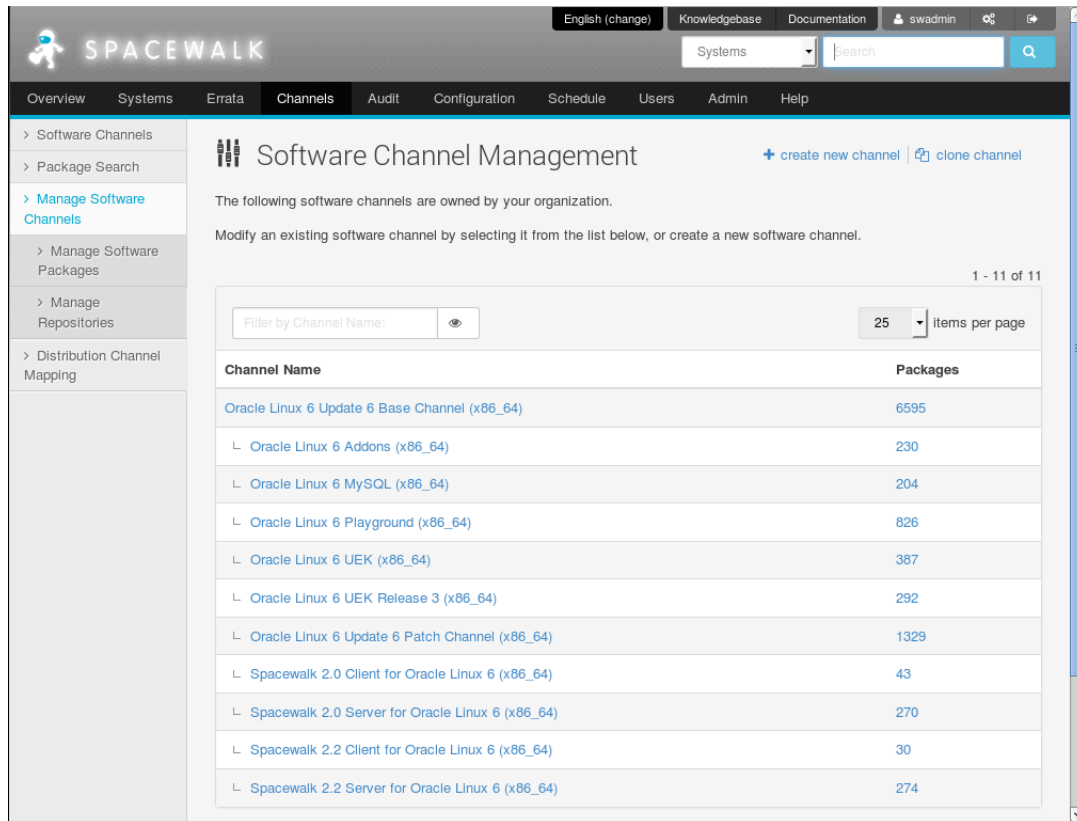 English (change) Knowledgebase Documentation swadmin
SPACEWALK
Systems Search
Overview Systems Errata Channels Audit Configuration Schedule Users Admin Help
> Software Channels
> Package Search
> Manage Software
Channels
> Manage Software
Packages
> Manage
Repositories
> Distribution Channel
Mapping
Software Channel Management
+ create new channel clone channel
The following software channels are owned by your organization.
Modify an existing software channel by selecting it from the list below, or create a new software channel.
1 - 11 of 11
Filter by Channel Name: 25 items per page
Channel Name Packages
Oracle Linux 6 Update 6 Base Channel (x86_64) 6595
Oracle Linux 6 Addons (x86_64) 230
Oracle Linux 6 MySQL (x86_64) 204
Oracle Linux 6 Playground (x86_64) 826
Oracle Linux 6 UEK (x86_64) 387
Oracle Linux 6 UEK Release 3 (x86_64) 292
Oracle Linux 6 Update 6 Patch Channel (x86_64) 1329
Spacewalk 2.0 Client for Oracle Linux 6 (x86_64) 43
Spacewalk 2.0 Server for Oracle Linux 6 (x86_64) 270
Spacewalk 2.2 Client for Oracle Linux 6 (x86_64) 30
Spacewalk 2.2 Server for Oracle Linux 6 (x86_64) 274